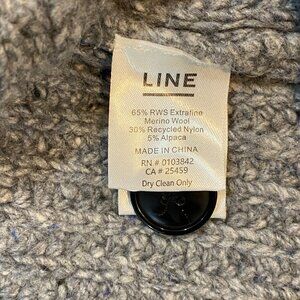 LINE
65% RWS Extrafine
Merino Wool
30% Recycled Nylon
5% Alpaca
MADE IN CHINA
RN # 0103842
CA # 25459
Dry Clean Only